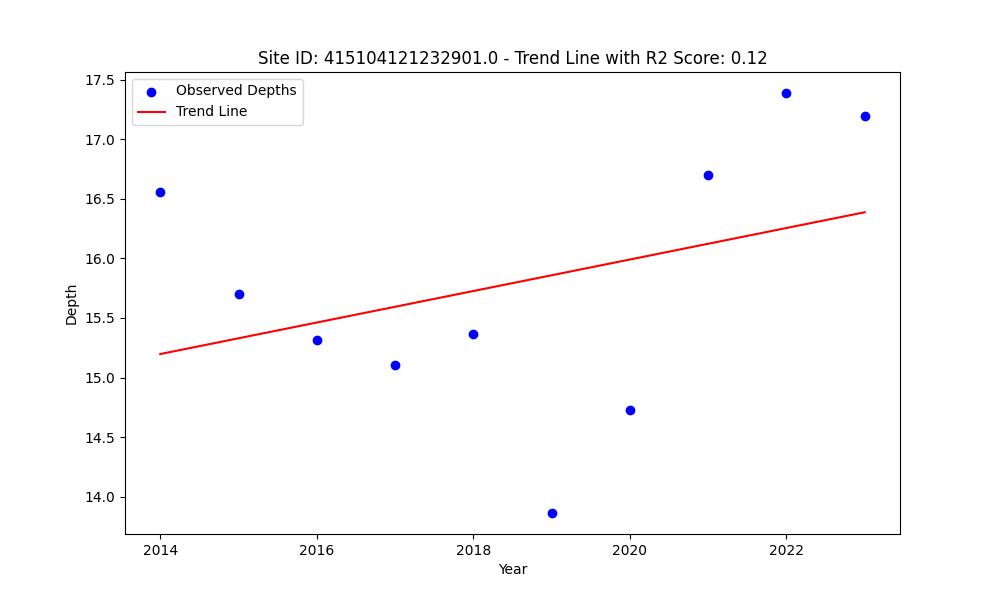 Site ID: 415104121232901.0 - Trend Line with R2 Score: 0.12
Observed Depths
Trend Line
17.5
17.0
16.5
16.0
15.5
15.0
14.5
14.0
Depth
2014
2016
2018
2020
2022
Year